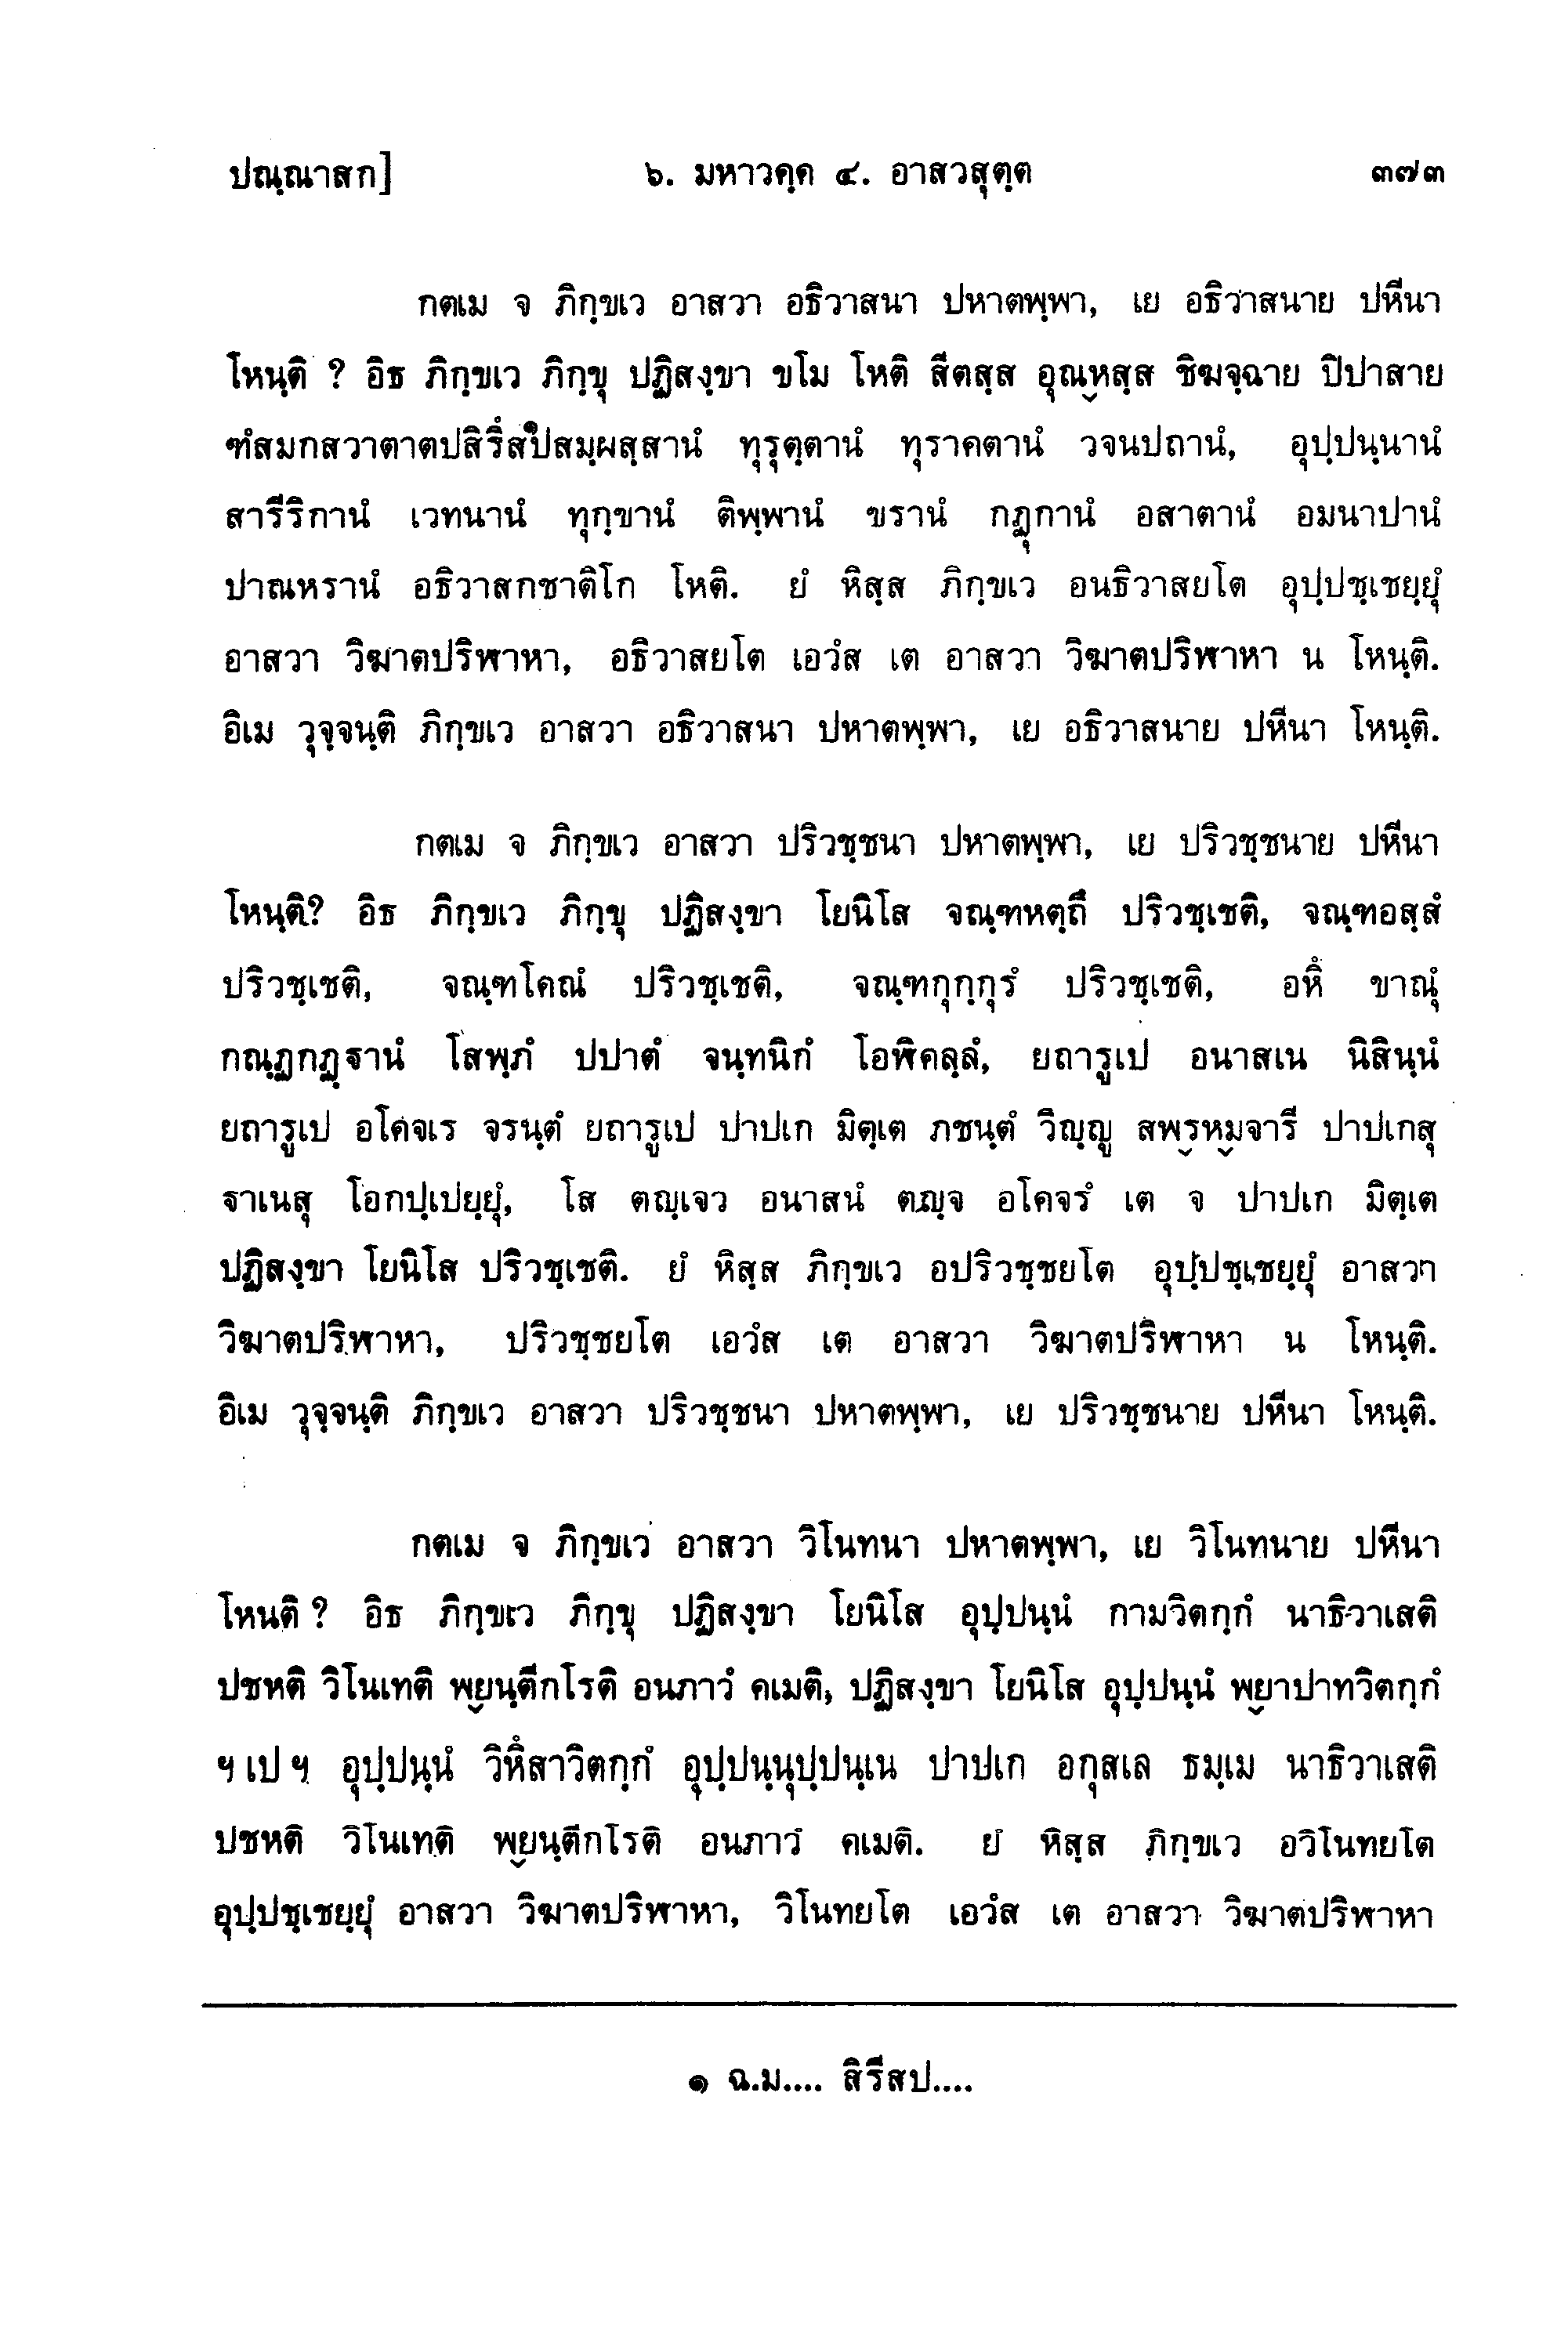 ปณฺณาสก]	๖. มหาวคฺค ๔. อาสวสุตฺต	๓๗๓
กตเม จ ภิกฺขเว อาสวา อธิวาสนา ปหาตพฺพา, เย อธิวาสนาย ปหีนา
โหนฺติ ? อิธ ภิกฺขเว ภิกฺขุ ปฏิสงฺขา ขโม โหติ สีตสฺส อุณฺหสฺส ชิฆจฺฉาย ปิปาสาย
ฑํสมกสวาตาตปสิริํสปสมฺผสฺสานํ ทุรุตฺตานํ ทุราคตานํ วจนปถานํ, อุปฺปนฺนานํ
สารีริกานํ เวทนานํ ทุกฺขานํ ติพฺพานํ ขรานํ กฏุกานํ อสาตานํ อมนาปานํ
ปาณหรานํ อธิวาสกชาติโก โหติ. ยํ หิสฺส ภิกฺขเว อนธิวาสยโต อุปฺปชฺเชยฺยุํ
อาสวา วิฆาตปริฬาหา, อธิวาสยโต เอวํส เต อาสวา วิฆาตปริฬาหา น โหนฺติ.
อิเม วุจฺจนฺติ ภิกฺขเว อาสวา อธิวาสนา ปหาตพฺพา, เย อธิวาสนาย ปหีนา โหนฺติ.
กตเม จ ภิกฺขเว อาสวา ปริวชฺชนา ปหาตพฺพา, เย ปริวชฺชนาย ปหีนา
โหนฺติ? อิธ ภิกฺขเว ภิกฺขุ ปฏิสงฺขา โยนิโส จณฺฑหตฺถึ ปริวชฺเชติ, จณฺฑอสฺสํ
ปริวชฺเชติ, จณฺฑโคณํ ปริวชฺเชติ, จณฺฑกุกฺกุรํ ปริวชฺเชติ, อหิํ ขาณุํ
กณฺฏกฏฺฐานํ โสพฺภํ ปปาตํ จนฺทนิกํ โอฬิคลฺลํ, ยถารูเป อนาสเน นิสินฺนํ
ยถารูเป อโคจเร จรนฺตํ ยถารูเป ปาปเก มิตฺเต ภชนฺตํ วิญฺญู สพฺรหฺมจารี ปาปเกสุ
ฐาเนสุ โอกปฺเปยฺยุํ, โส ตญฺเจว อนาสนํ ตญฺจ อโคจรํ เต จ ปาปเก มิตฺเต
ปฏิสงฺขา โยนิโส ปริวชฺเชติ. ยํ หิสฺส ภิกฺขเว อปริวชฺชยโต อุปฺปชฺเชยฺยุํ อาสวา
วิฆาตปริฬาหา, ปริวชฺชยโต เอวํส เต อาสวา วิฆาตปริฬาหา น โหนฺติ.
อิเม วุจฺจนฺติ ภิกฺขเว อาสวา ปริวชฺชนา ปหาตพฺพา, เย ปริวชฺชนาย ปหีนา โหนฺติ.
กตเม จ ภิกฺขเว อาสวา วิโนทนา ปหาตพฺพา, เย วิโนทนาย ปหีนา
โหนติ ? อิธ ภิกฺขเว ภิกฺขุ ปฏิสงฺขา โยนิโส อุปฺปนฺนํ กามวิตกฺกํ นาธิวาเสติ
ปชหติ วิโนเทติ พฺยนฺตีกโรติ อนภาวํ คเมติ, ปฏิสงฺขา โยนิโส อุปฺปนฺนํ พฺยาปาทวิตกฺกํ
ฯ เป ฯ อุปฺปนฺนํ วิหิํสาวิตกฺกํ อุปฺปนฺนุปฺปนฺเน ปาปเก อกุสเล ธมฺเม นาธิวาเสติ
ปชหติ วิโนเทติ พฺยนฺตีกโรติ อนภาวํ คเมติ. ยํ หิสฺส ภิกฺขเว อวิโนทยโต
อุปฺปชฺเชยฺยุํ อาสวา วิฆาตปริฬาหา, วิโนทยโต เอวํส เต อาสวา วิฆาตปริฬาหา
๑ ฉ.ม.... สิรีสป....